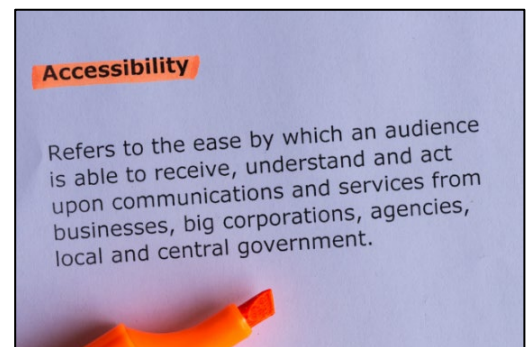 Accessibility
Refers to the ease by which an audience
is able to receive, understand and act
upon communications and services from
businesses, big corporations, agencies,
local and central government.